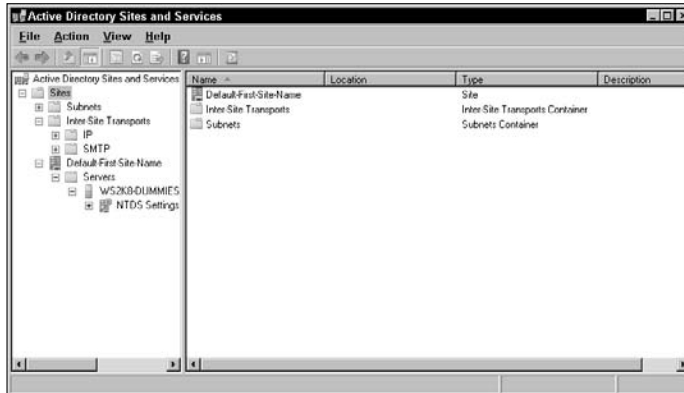 Active Directory Sites and Services
File Action View Help
Active Directory Sites and Services
Sites
Subnets
Inter-Site Transports
IP
SMTP
Default-First-Site-Name
Servers
WS2K8-DUMMIES
NTDS Settings
Name Location Type Description
Default-First-Site-Name Site
Inter-Site Transports Inter-Site Transports Container
Subnets Subnets Container